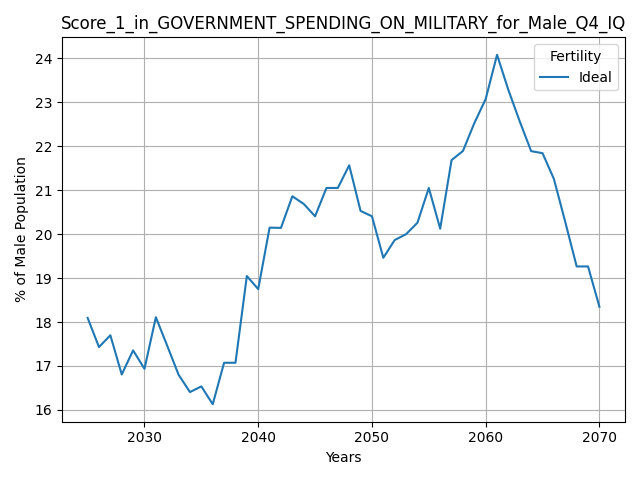 Score_1_in_GOVERNMENT_SPENDING_ON_MILITARY_for_Male_Q4_IQ
Fertility
Ideal
% of Male Population
24
23
22
21
20
19
18
17
16
2030 2040 2050 2060 2070
Years